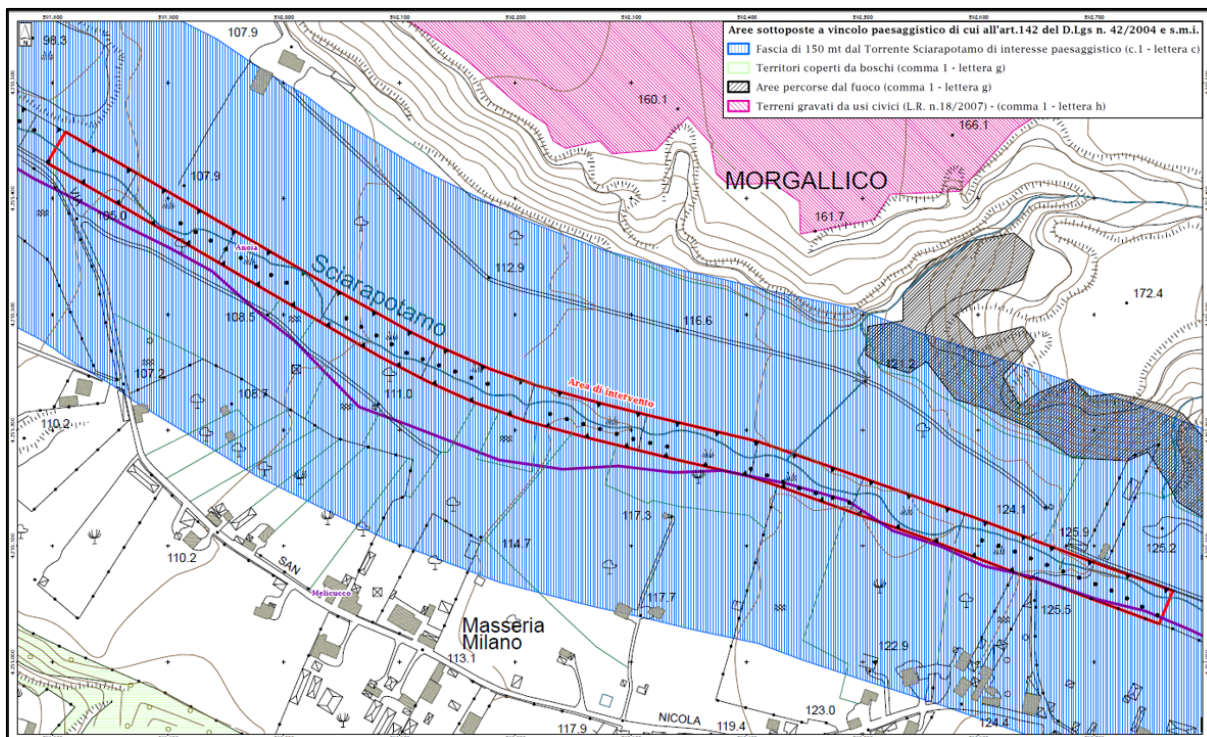 Aree sottoposte a vincolo paesaggistico di cui all'art.142 del D.Lgs n. 42/2004 e s.m.i.
Fascia di 150 mt dal Torrente Sciarapotamo di interesse paesaggistico (c.1 - lettera c)
Territori coperti da boschi (comma 1 - lettera g)
Aree percorse dal fuoco (comma 1 - lettera g)
Terreni gravati da usi civici (L.R. n.18/2007) - (comma 1 - lettera h)
98.3
107.9
160.1
166.1
MORGALLICO
107.9
161.7
105.0
Anoia
Sciarapotamo
112.9
172.4
108.5
116.6
121.2
107.2
Area di intervento
108.7
111.0
110.2
117.3
124.1
125.9
125.2
110.2
SAN
114.7
Melicucco
117.7
125.5
Masseria
Milano
113.1
122.9
NICOLA
117.9
119.4
123.0
124.4